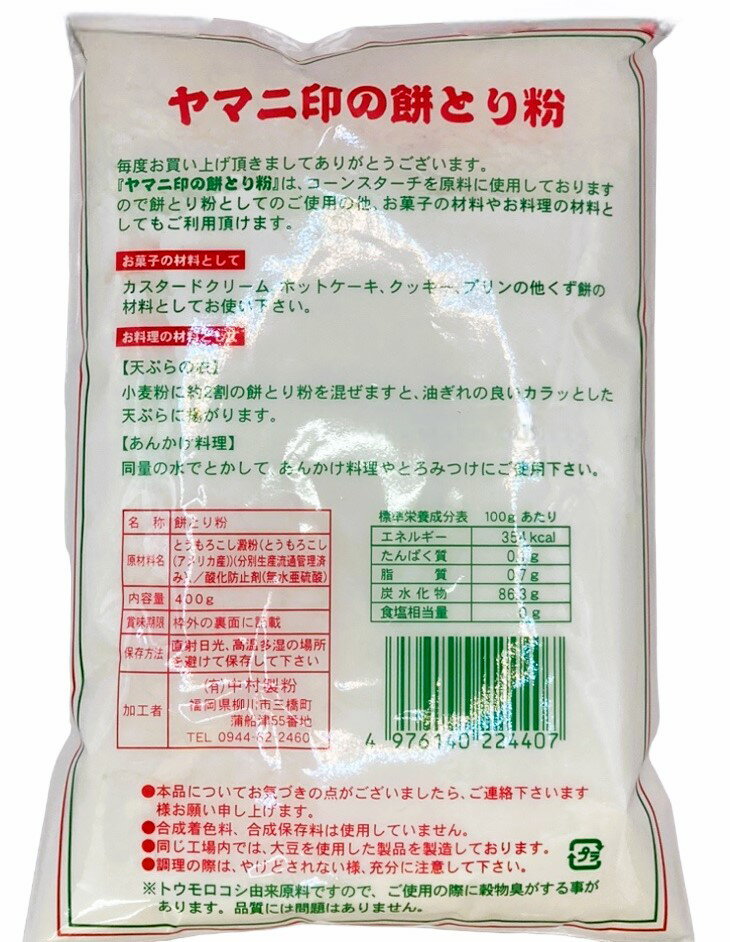 ヤマニ印の餅とり粉
毎度お買い上げ頂きましてありがとうございます。
『ヤマニ印の餅とり粉』は、コーンスターチを原料に使用しております
ので餅とり粉としてのご使用の他、お菓子の材料やお料理の材料と
してもご利用頂けます。
お菓子の材料として
カスタードクリーム、ホットケーキ、クッキー、プリンの他くず餅の
材料としてお使い下さい。
お料理の材料として
【天ぷらの衣】
小麦粉に約2割の餅とり粉を混ぜますと、油ぎれの良いカラッとした
天ぷらに揚がります。
【あんかけ料理】
同量の水でとかして あんかけ料理やとろみつけにご使用下さい。
名 称 餅とり粉
原材料名 とうもろこし澱粉(とうもろこし
(アメリカ産))(分別生産流通管理済
み)/酸化防止剤(無水亜硫酸)
内容量 400g
賞味期限 枠外の裏面に記載
保存方法 直射日光、高温多湿の場所
を避けて保存して下さい
加工者 (有)中村製粉
福岡県柳川市三橋町
蒲船津55番地
TEL 0944-62-2460
標準栄養成分表 100g あたり
エネルギー 354kcal
たんぱく質
脂 質 0.7g
炭水化物 86.3g
食塩相当量 0g
4 976140 224407
●本品についてお気づきの点がございましたら、ご連絡下さいます
様お願い申し上げます。
●合成着色料、合成保存料は使用していません。
●同じ工場内では、大豆を使用した製品を製造しております。
●調理の際は、やけどされない様、充分に注意して下さい。
プラ
※トウモロコシ由来原料ですので、ご使用の際に穀物臭がする事が
あります。品質には問題はありません。